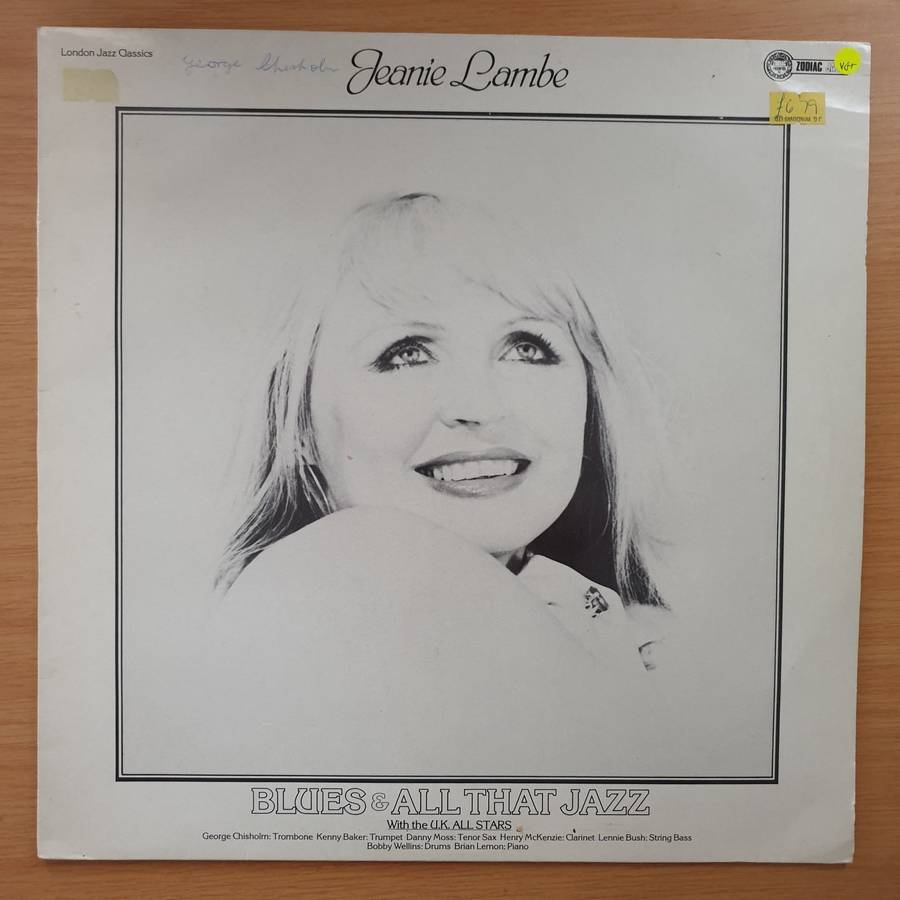 London Jazz Classics
George Chisholm
Jeanie Lambe
ZODIAC
£6 79
BLUES & ALL THAT JAZZ
With the U.K. ALL STARS
George Chisholm: Trombone Kenny Baker: Trumpet Danny Moss: Tenor Sax Henry McKenzie: Clarinet Lennie Bush: String Bass
Bobby Wellins: Drums Brian Lemon: Piano